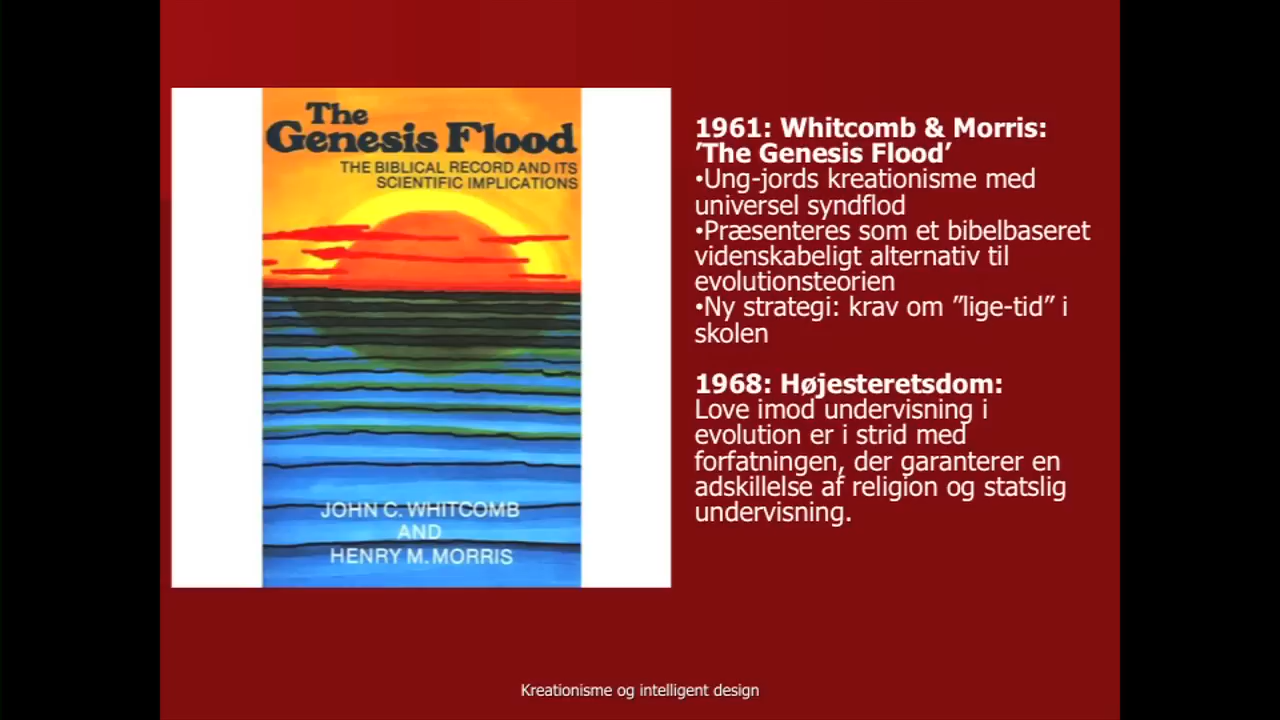 The
Genesis Flood
THE BIBLICAL RECORD AND ITS
SCIENTIFIC IMPLICATIONS
JOHN C. WHITCOMB
AND
HENRY M. MORRIS
1961: Whitcomb & Morris:
’The Genesis Flood’
•Ung-jords kreationisme med
universel syndflod
•Præsenteres som et bibelbaseret
videnskabeligt alternativ til
evolutionsteorien
•Ny strategi: krav om ”lige-tid” i
skolen
1968: Højesteretsdom:
Love imod undervisning i
evolution er i strid med
forfatningen, der garanterer en
adskillelse af religion og statslig
undervisning.
Kreationisme og intelligent design